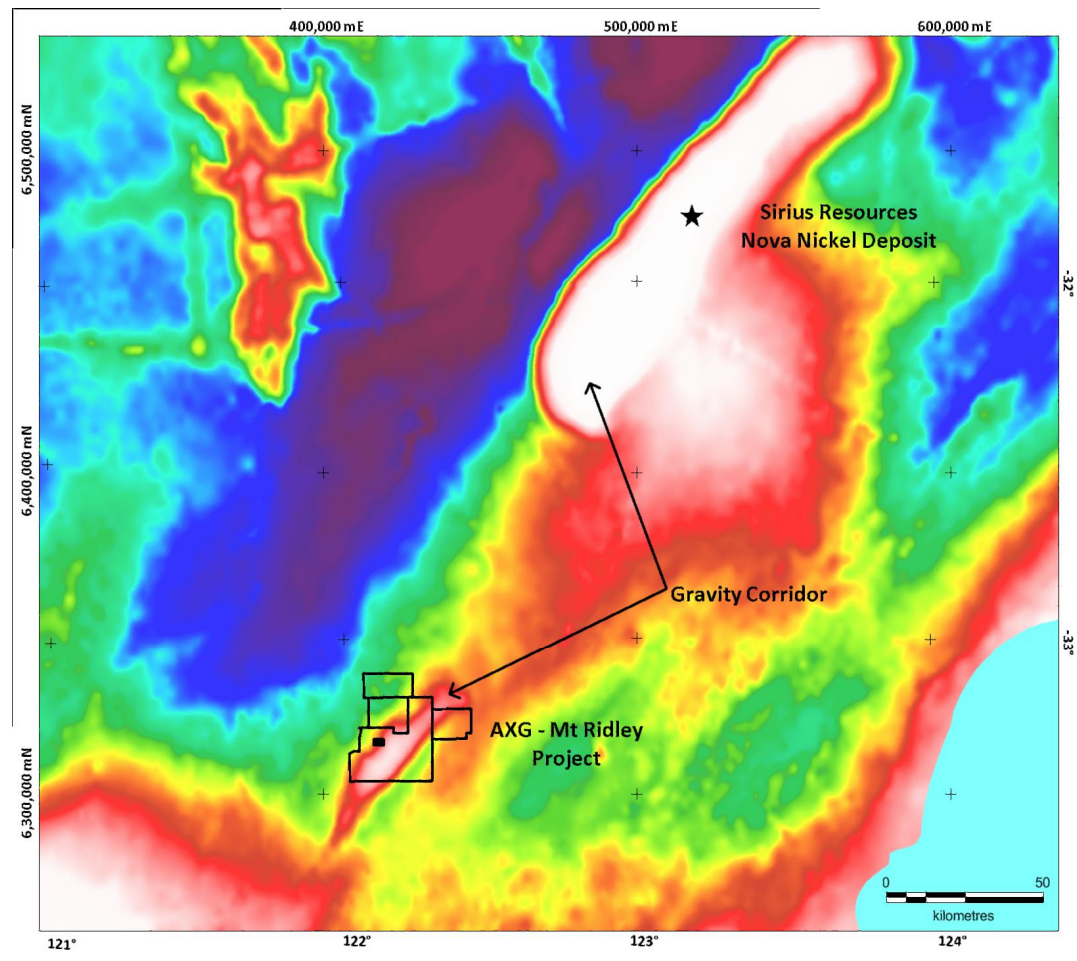 400,000 mE
500,000 mE
600,000 mE
6,500,000 mN
Sirius Resources
Nova Nickel Deposit
-32°
6,400,000 mN
Gravity Corridor
-33°
AXG - Mt Ridley
Project
6,300,000 mN
0
50
kilometres
121°
122°
123°
124°